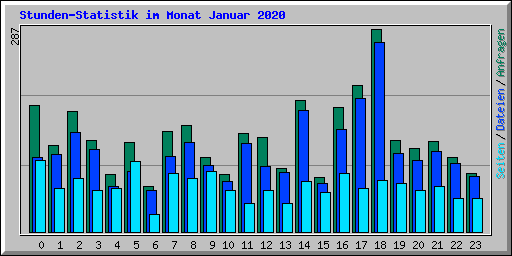 Stunden-Statistik im Monat Januar 2020
287
Seiten / Dateien / Anfragen
0 1 2 3 4 5 6 7 8 9 10 11 12 13 14 15 16 17 18 19 20 21 22 23